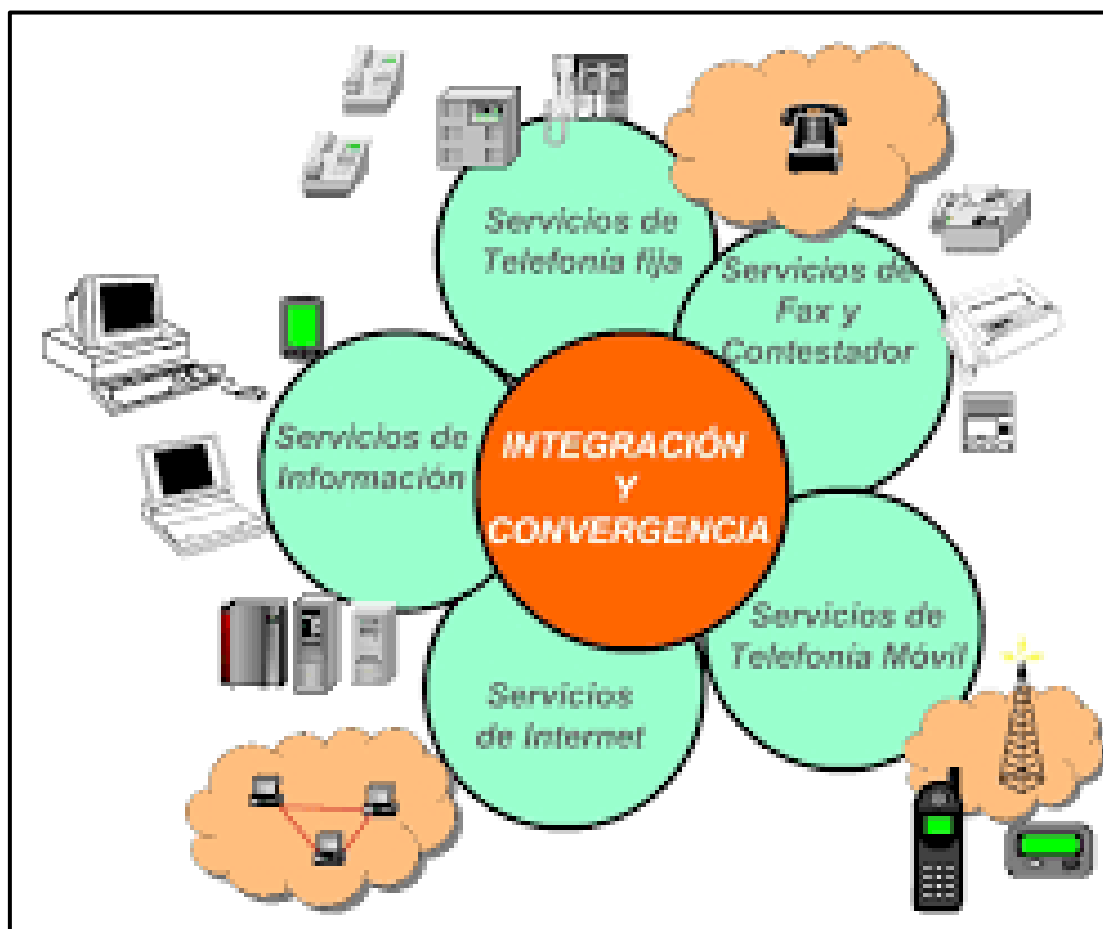 Servicios de
Telefonía fija
Servicios de
Fax y
Contestador
Servicios de
Información
INTEGRACIÓN
Y
CONVERGENCIA
Servicios de
Telefonía Móvil
Servicios
de Internet